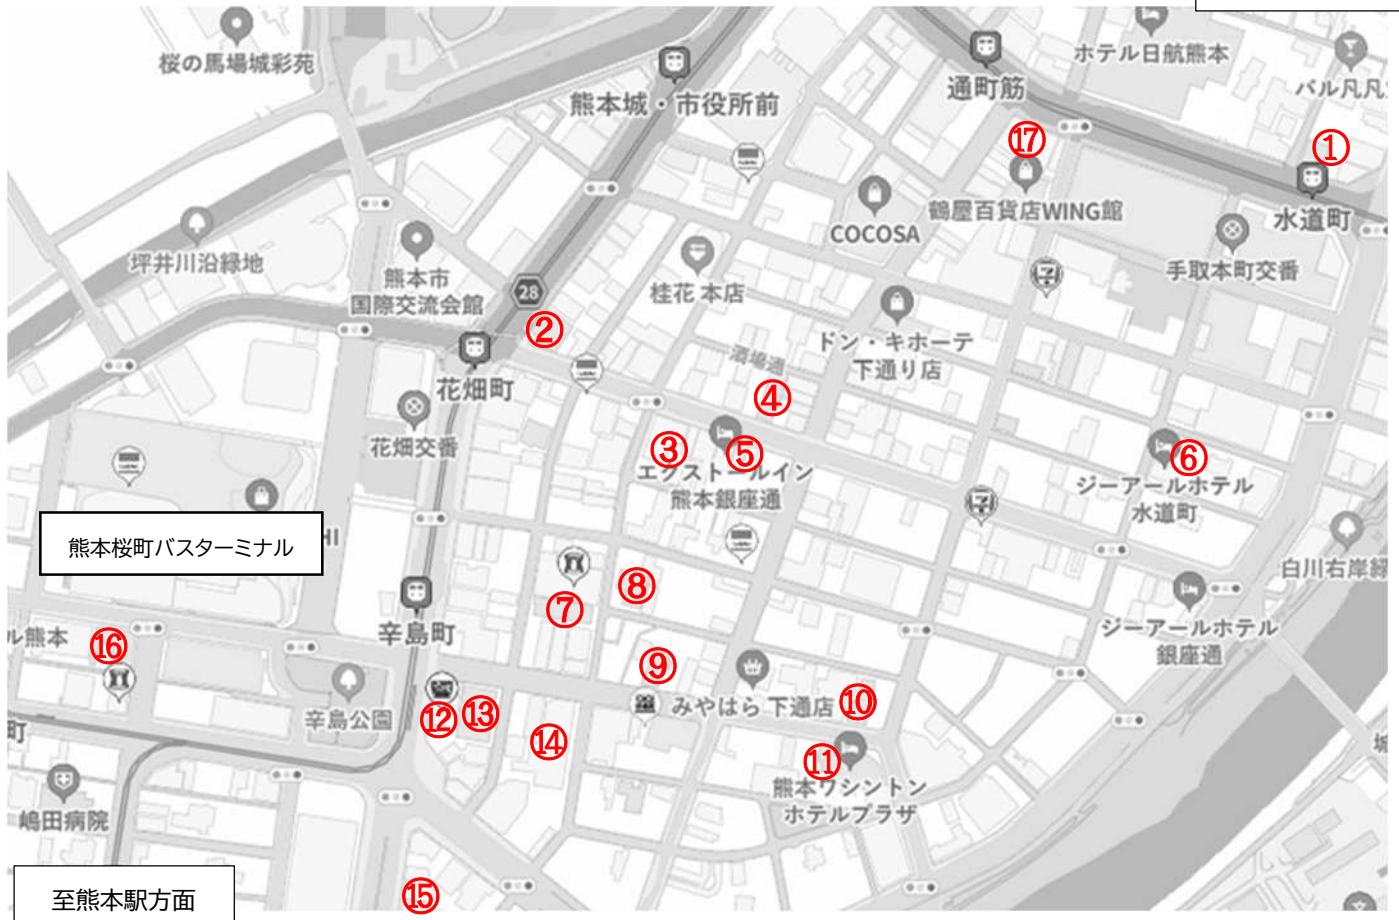 桜の馬場城彩苑
熊本城・市役所前
通町筋
ホテル日航熊本
バル凡凡
⑰
①
水道町
鶴屋百貨店WING館
COCOSA
手取本町交番
坪井川沿緑地
熊本市
国際交流会館
28
桂花 本店
②
ドン・キホーテ
下通り店
酒場通
花畑町
④
花畑交番
③
⑤
エクストールイン
熊本銀座通
⑥
ジーアールホテル
水道町
熊本桜町バスターミナル
HI
白川右岸緑
⑦
⑧
辛島町
ジーアールホテル
銀座通
ル熊本
⑯
⑨
みやはら 下通店
⑩
辛島公園
⑫
⑬
⑭
町
⑪
熊本ワシントン
ホテルプラザ
城
嶋田病院
至熊本駅方面
⑮